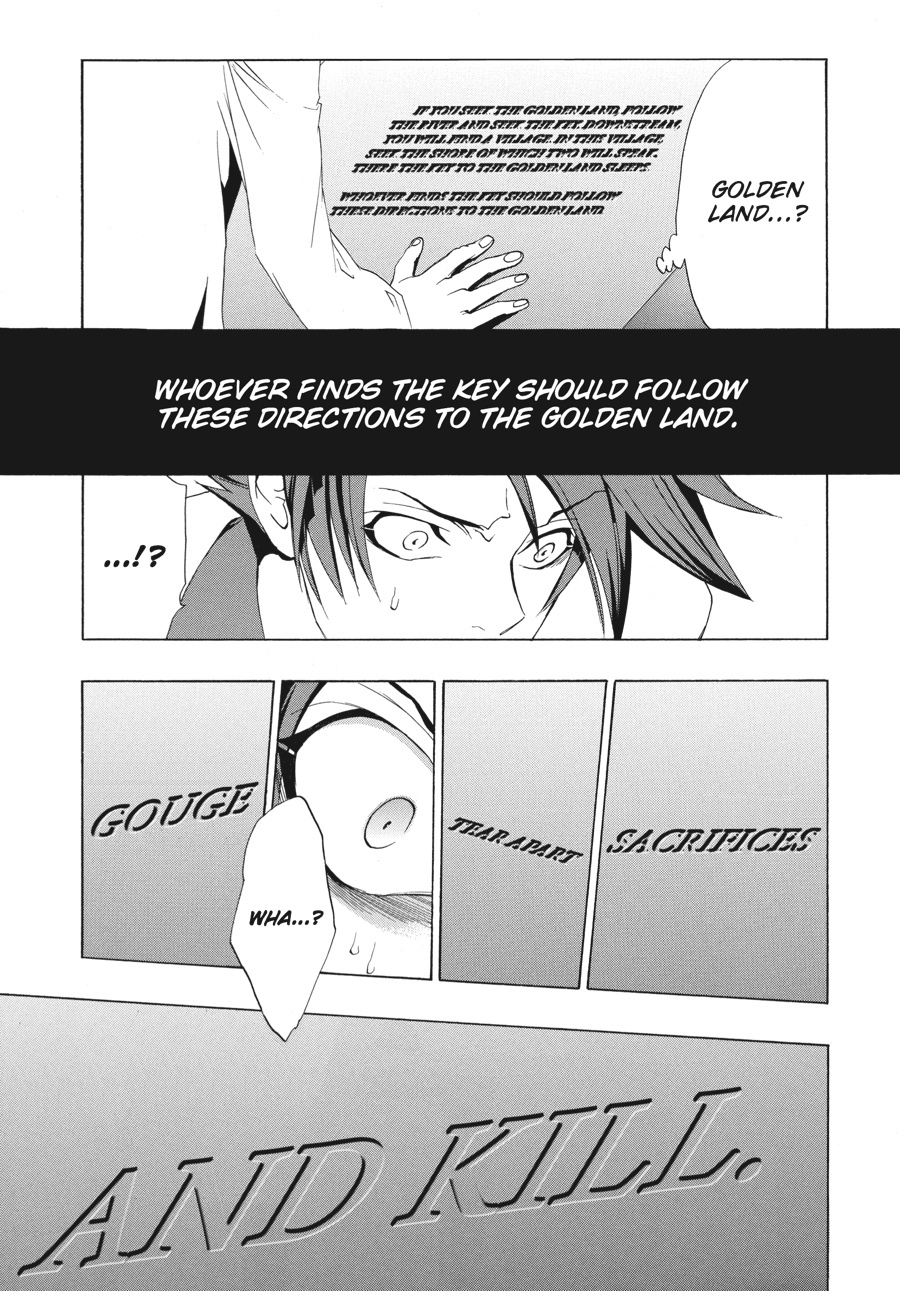 IF YOU SEEK THE GOLDEN LAND, FOLLOW
THE RIVER AND SEEK THE KEY. DOWNSTREAM,
YOU WILL FIND A VILLAGE. IN THIS VILLAGE,
SEEK THE SHORE OF WHICH TWO WILL SPEAK.
THERE THE KEY TO THE GOLDEN LAND SLEEPS.
WHOEVER FINDS THE KEY SHOULD FOLLOW
THESE DIRECTIONS TO THE GOLDEN LAND.
GOLDEN
LAND...?
WHOEVER FINDS THE KEY SHOULD FOLLOW
THESE DIRECTIONS TO THE GOLDEN LAND.
...!?
SACRIFICES
TEAR APART
GOUGE
WHA...?
AND KILL.